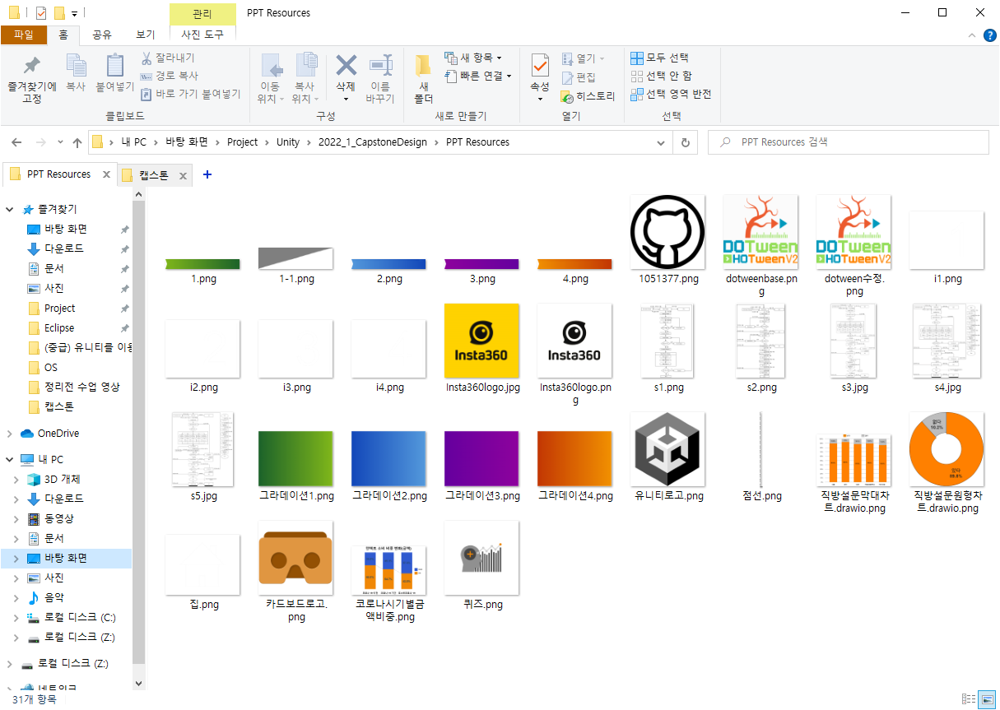 관리
PPT Resources
파일
홈
공유
보기
사진 도구
즐겨찾기에
고정
복사
붙여넣기
잘라내기
경로 복사
바로 가기 붙여넣기
클립보드
이동
위치
복사
위치
삭제
이름
바꾸기
구성
새
폴더
새 항목
빠른 연결
새로 만들기
속성
열기
편집
히스토리
열기
모두 선택
선택 안 함
선택 영역 반전
선택
내 PC
바탕 화면
Project
Unity
2022_1_CapstoneDesign
PPT Resources
PPT Resources 검색
PPT Resources
캡스톤
즐겨찾기
바탕 화면
다운로드
문서
사진
Project
Eclipse
(중급) 유니티를 이용
OS
정리전 수업 영상
캡스톤
OneDrive
내 PC
3D 개체
다운로드
동영상
문서
바탕 화면
사진
음악
로컬 디스크 (C:)
로컬 디스크 (Z:)
로컬 디스크 (Z:)
네트워크
1.png
1-1.png
2.png
3.png
4.png
1051377.png
DOTween
HOTweenV2
dotweenbase.pn
g
DOTween
HOTweenV2
dotween수정.
png
i1.png
i2.png
i3.png
i4.png
Insta360
Insta360logo.jpg
Insta360
Insta360logo.pn
g
s1.png
s2.png
s3.jpg
s4.jpg
s5.jpg
그라데이션1.png
그라데이션2.png
그라데이션3.png
그라데이션4.png
유니티로고.png
점선.png
직방설문막대차
트.drawio.png
없다
10.2%
있다
89.8%
직방설문원형차
트.drawio.png
집.png
카드보드로고.
png
코로나시기별금
액비중.png
퀴즈.png
31개 항목